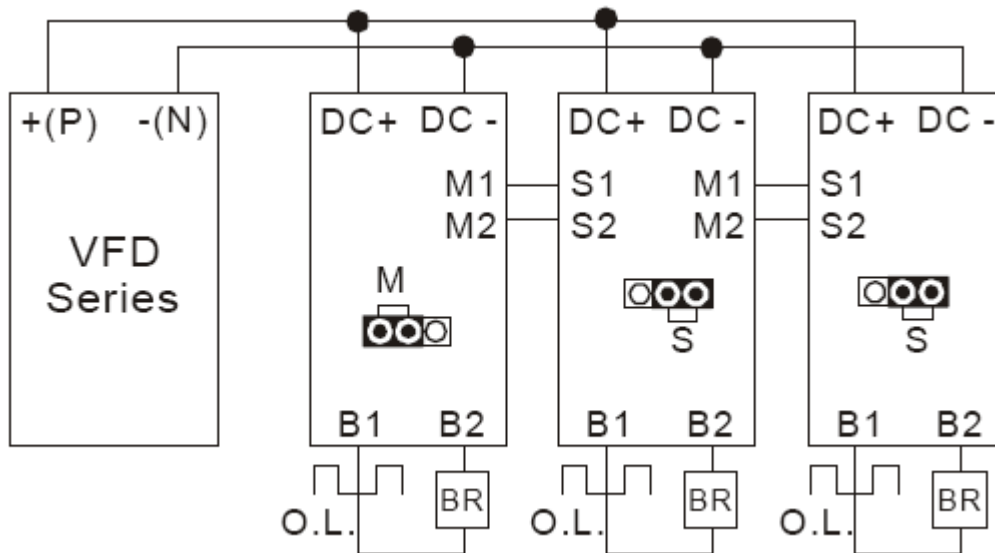 +(P) -(N)
DC+ DC -
DC+ DC -
DC+ DC -
M1 S1
M2 S2
M1 S1
M2 S2
VFD
Series
M
S
S
B1 B2
B1 B2
B1 B2
O.L. BR
O.L. BR
O.L. BR